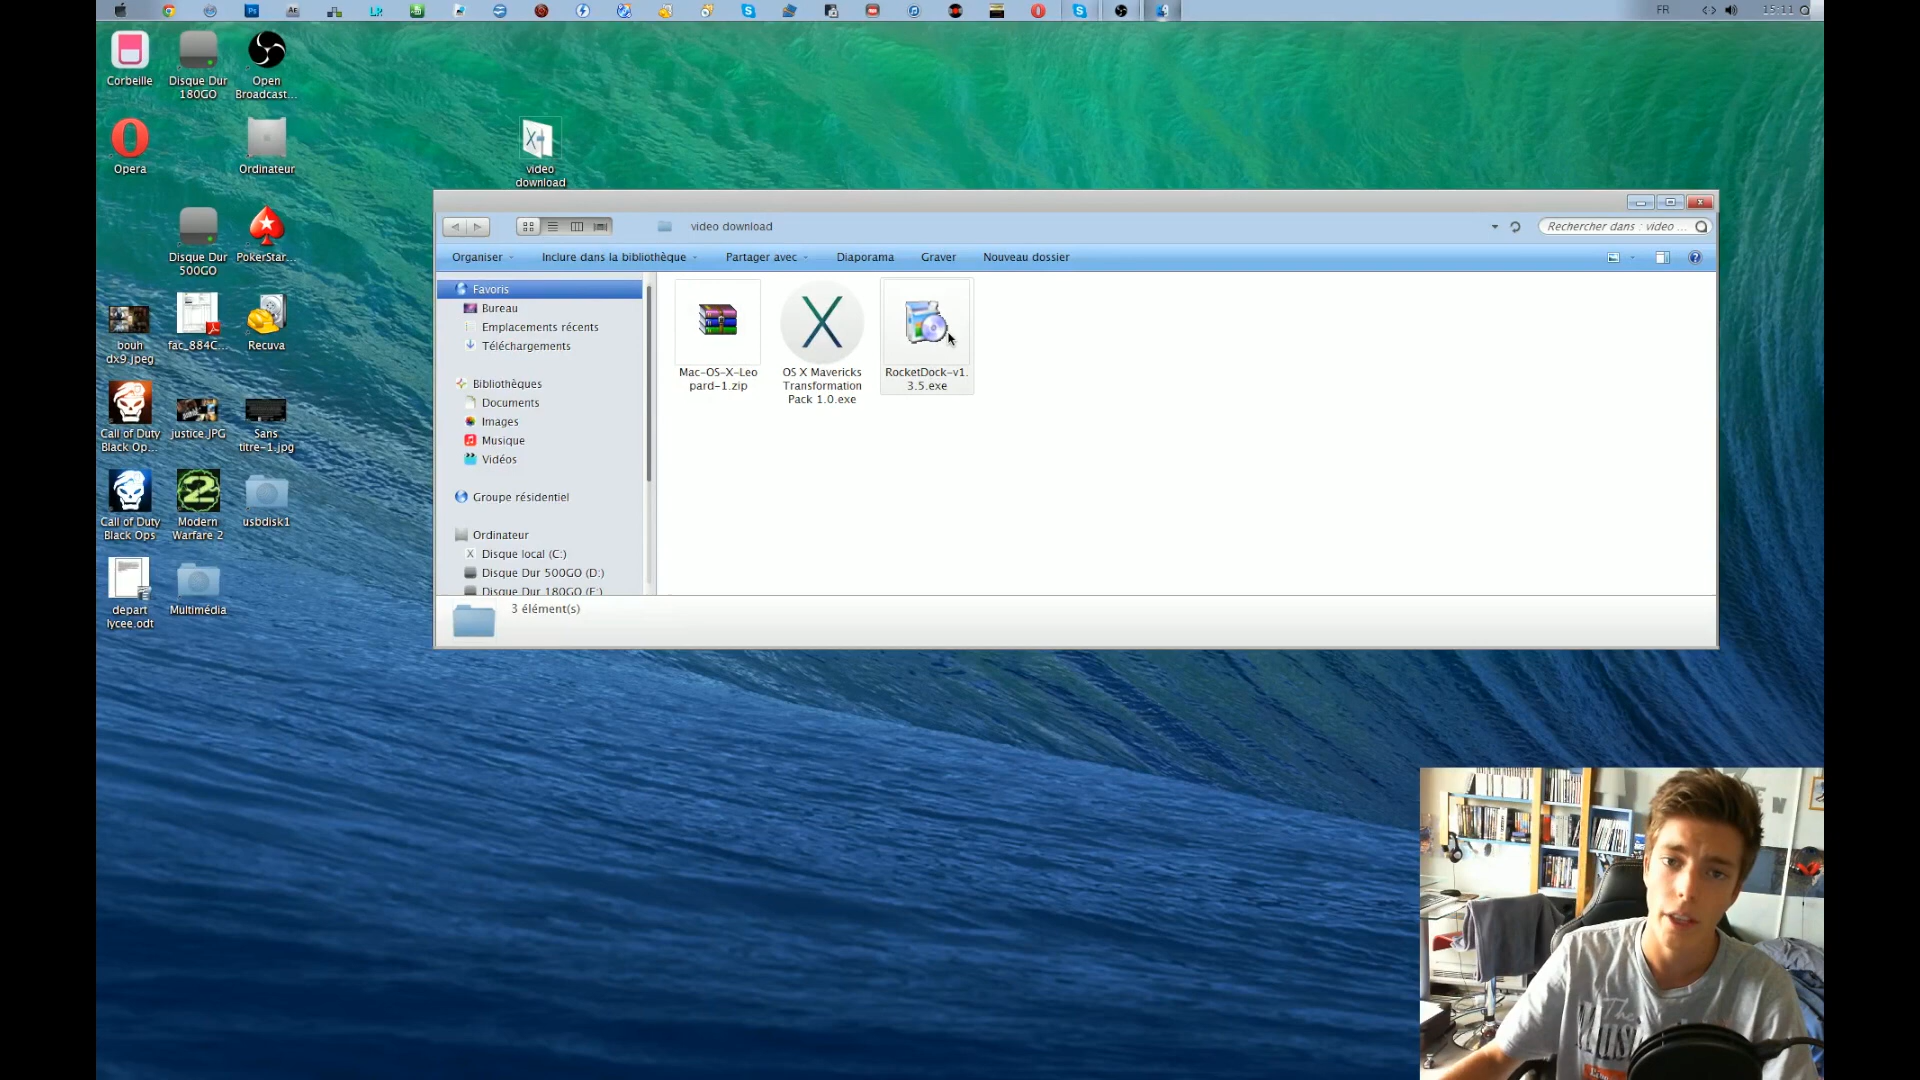 FR
15:11
Corbeille
Disque Dur
180GO
Open
Broadcast...
Opera
Ordinateur
video
download
Disque Dur
500GO
PokerStar...
bouh
dx9.jpeg
fac_884C...
Recuva
Call of Duty
Black Op...
justice.JPG
Sans
titre-1.jpg
Call of Duty
Black Ops
Modern
Warfare 2
usbdisk1
depart
lycee.odt
Multimédia
video download
Rechercher dans : video ...
Organiser
Inclure dans la bibliothèque
Partager avec
Diaporama
Graver
Nouveau dossier
Favoris
Bureau
Emplacements récents
Téléchargements
Bibliothèques
Documents
Images
Musique
Vidéos
Groupe résidentiel
Ordinateur
Disque local (C:)
Disque Dur 500GO (D:)
Disque Dur 180GO (F:)
Mac-OS-X-Leo
pard-1.zip
OS X Mavericks
Transformation
Pack 1.0.exe
RocketDock-v1.
3.5.exe
3 élément(s)